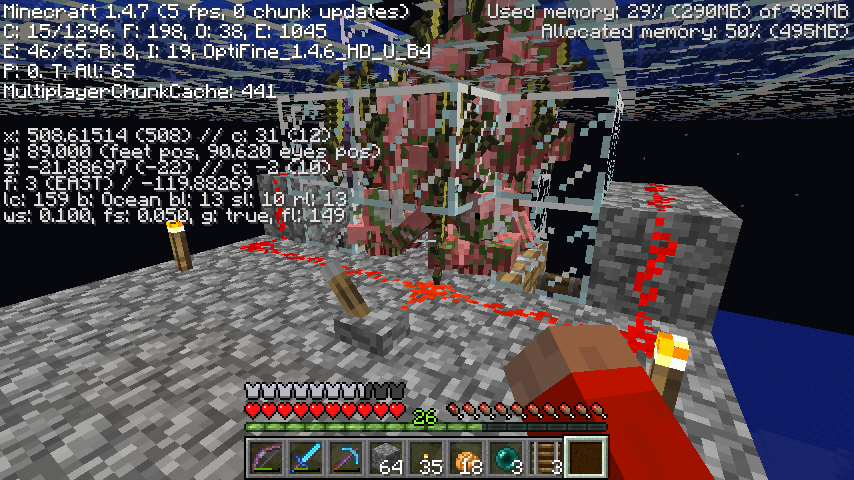 Minecraft 1.4.7 (5 fps, 0 chunk updates)
C: 15/1296, F: 198, O: 38, E: 1045
E: 46/65, B: 0, I: 19, OptiFine_1.4.6_HD_U_B4
P: 0, T: All: 65
MultiplayerChunkCache: 441
Used memory: 29% (290MB) of 989MB
Allocated memory: 50% (495MB)
x: 508.61514 (508) // c: 31 (12)
y: 89.000 (feet pos, 90.620 eyes pos)
z: -21.88697 (-22) // c: -2 (10)
f: 3 (EAST) / -119.88269
lc: 159 b: Ocean bl: 13 sl: 10 rl: 13
ws: 0.100, fs: 0.050, g: true, fl: 149
26
64 35 18 3 3